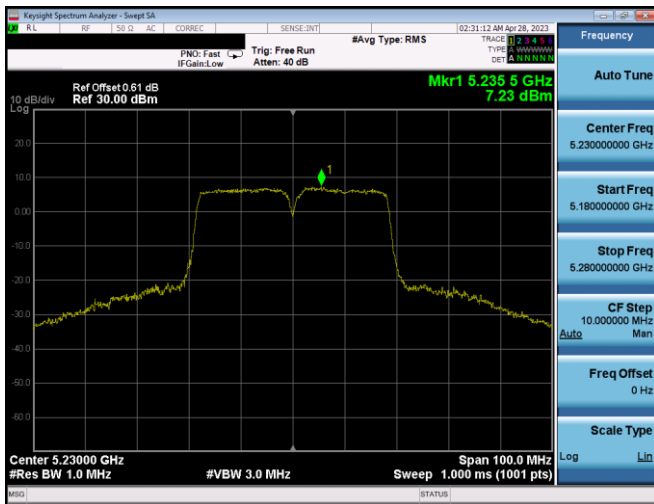 Keysight Spectrum Analyzer - Swept SA
RL RF 50 Ω AC CORREC SENSE:INT 02:31:12 AM Apr 28, 2023
#Avg Type: RMS
TRACE 1 2 3 4 5 6
TYPE A WWWWW
DET A N N N N N
PNO: Fast
IFGain:Low
Trig: Free Run
Atten: 40 dB
Mkr1 5.235 5 GHz
7.23 dBm
Ref Offset 0.61 dB
10 dB/div Ref 30.00 dBm
Log
20.0
10.0
0.00
-10.0
-20.0
-30.0
-40.0
-50.0
-60.0
1
Center 5.23000 GHz Span 100.0 MHz
#Res BW 1.0 MHz #VBW 3.0 MHz Sweep 1.000 ms (1001 pts)
MSG STATUS
Frequency
Auto Tune
Center Freq
5.230000000 GHz
Start Freq
5.180000000 GHz
Stop Freq
5.280000000 GHz
CF Step
10.000000 MHz
Auto Man
Freq Offset
0 Hz
Scale Type
Log Lin